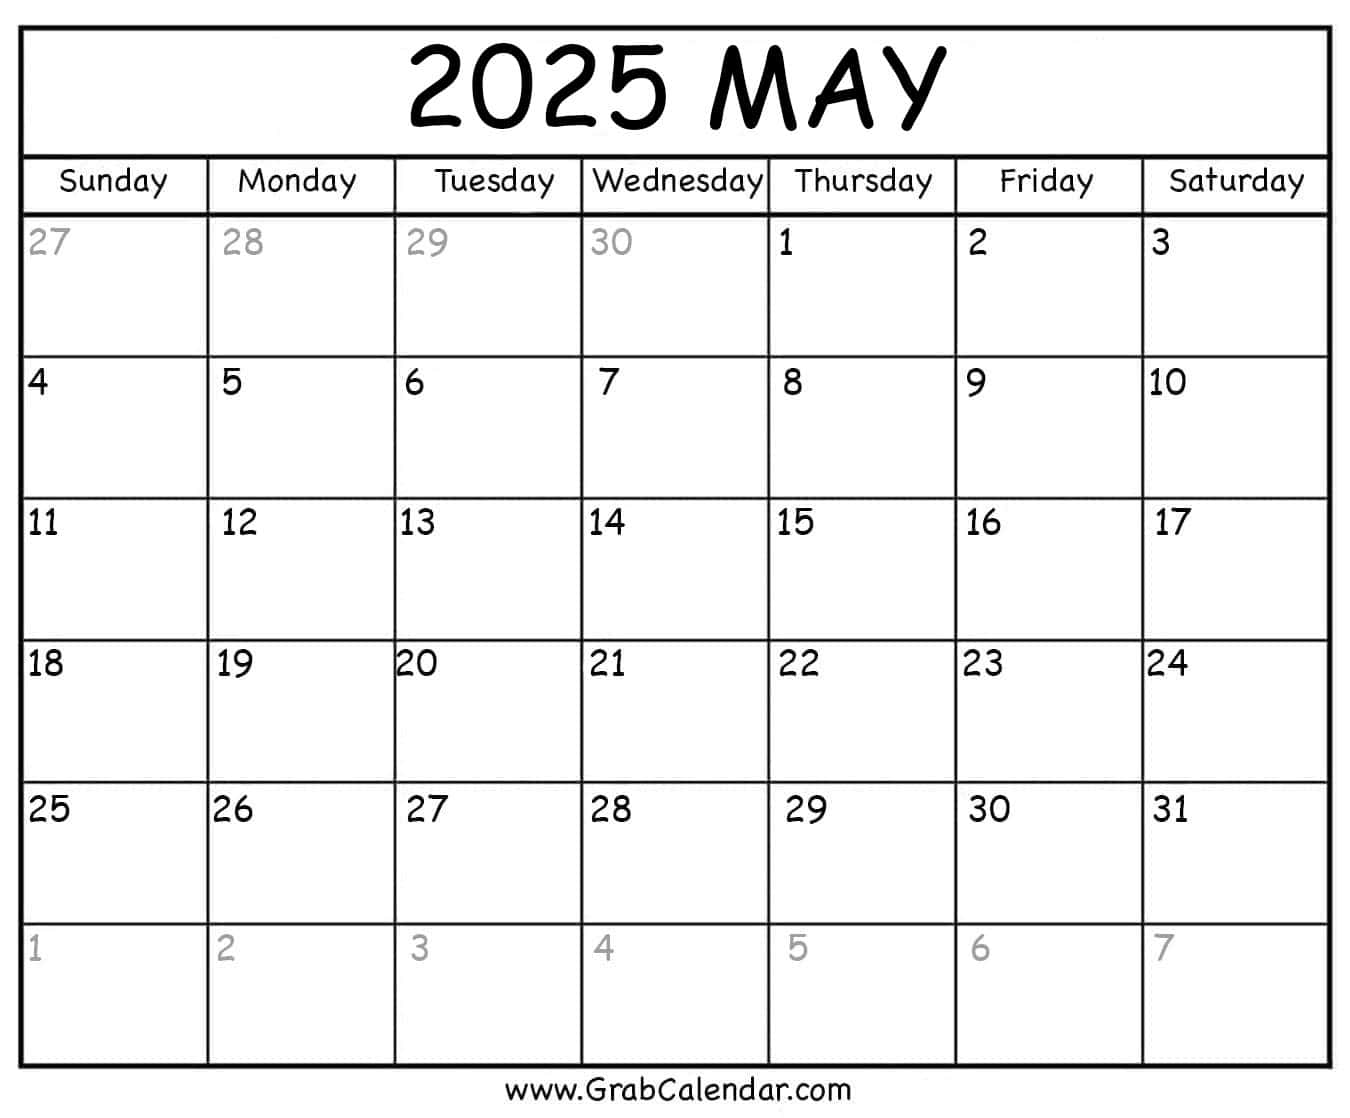 2025 MAY
Sunday Monday Tuesday Wednesday Thursday Friday Saturday
27 28 29 30 1 2 3
4 5 6 7 8 9 10
11 12 13 14 15 16 17
18 19 20 21 22 23 24
25 26 27 28 29 30 31
1 2 3 4 5 6 7
www.GrabCalendar.com